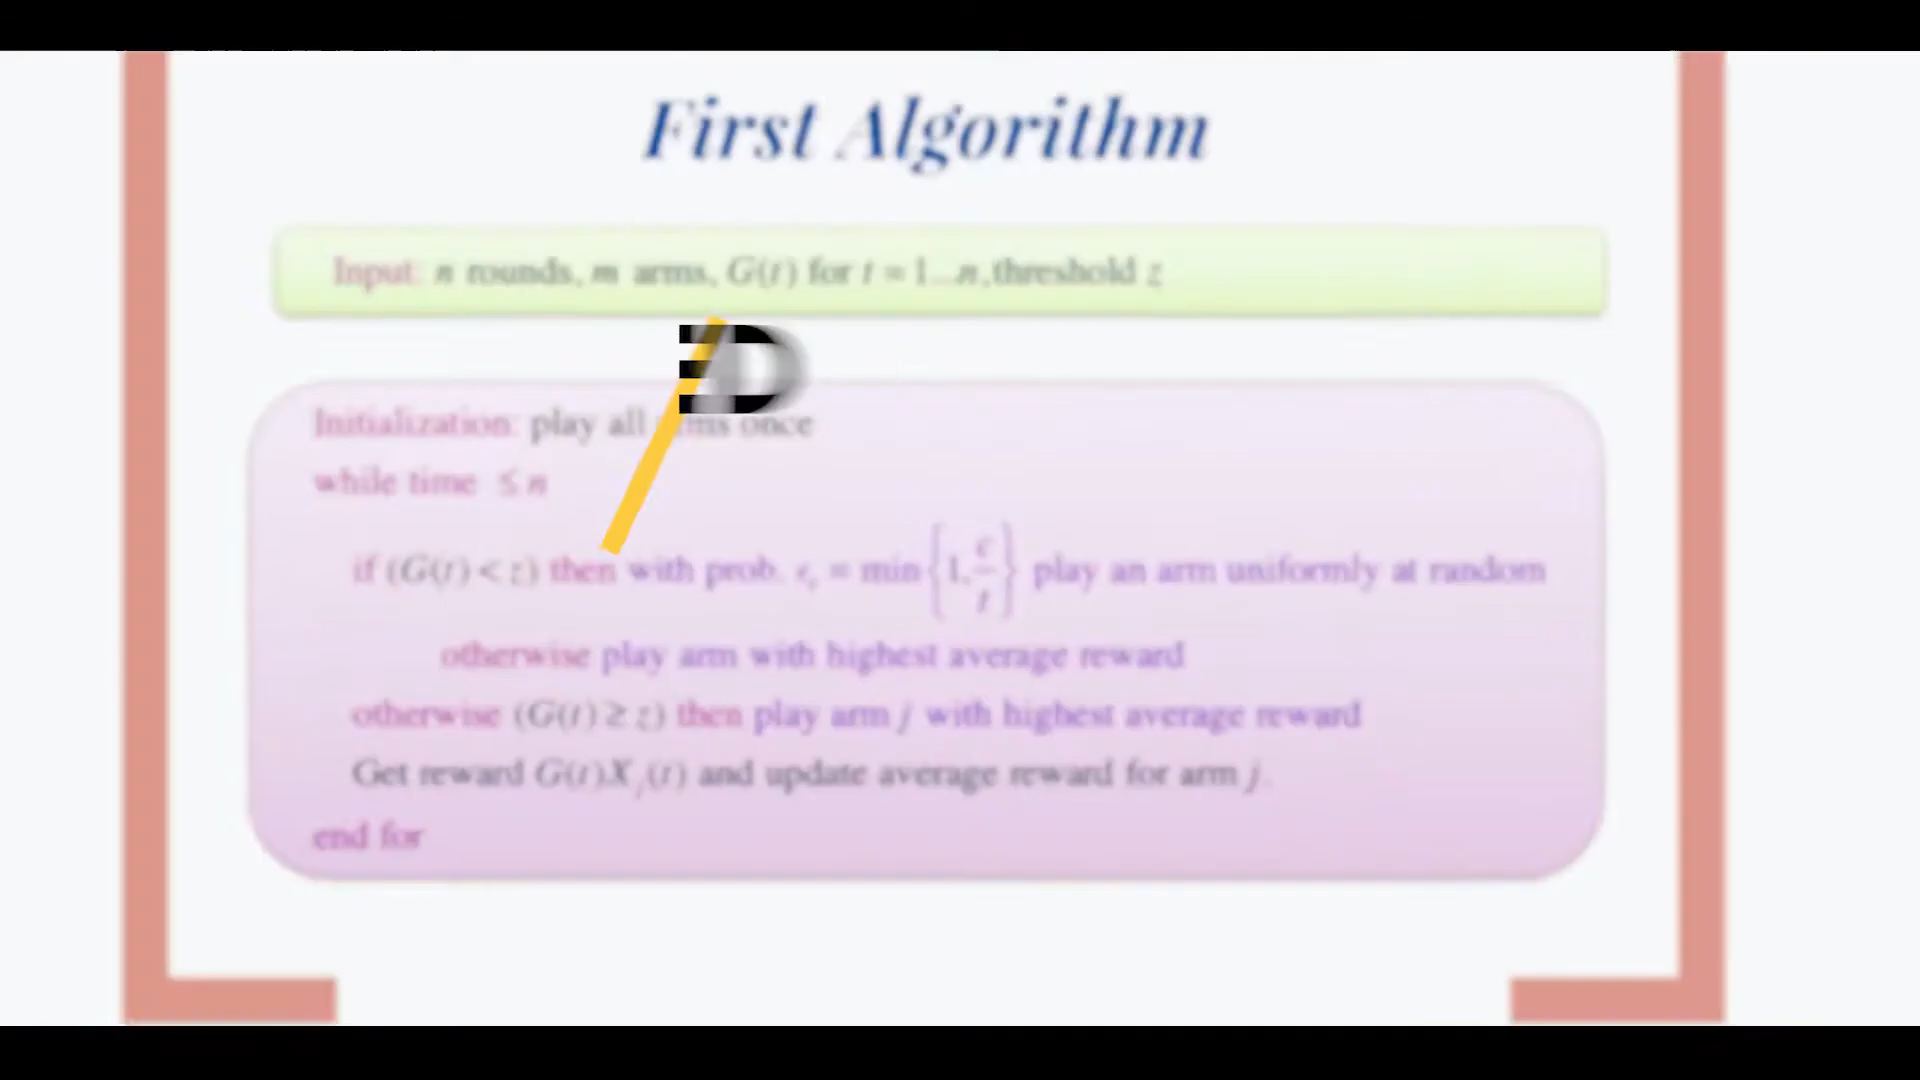 First Algorithm
Input: n rounds, m arms, G(t) for t = 1...n, threshold z
Initialization: play all arms once
while time ≤ n
if (G(t) < z) then with prob. ϵ_t = min{1, c/t} play an arm uniformly at random
otherwise play arm with highest average reward
otherwise (G(t) ≥ z) then play arm j with highest average reward
Get reward G(t)X_j(t) and update average reward for arm j.
end for